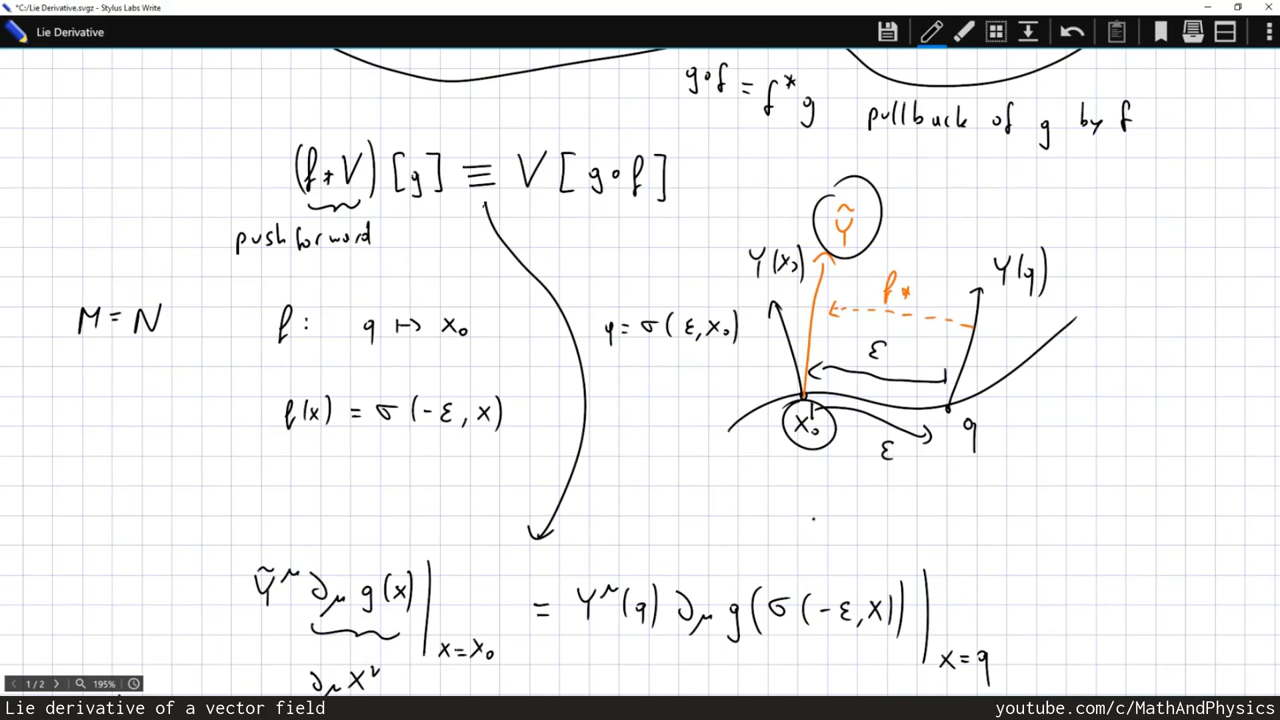 *C:/Lie Derivative.svgz - Stylus Labs Write
Lie Derivative
g∘f = f* g
pullback of g by f
(f⋆V)[g] ≡ V[g∘f]
pushforward
Ỹ
Y(x₀)
Y(q)
f⋆
M = N
f : q ↦ x₀
q = σ(ε, x₀)
ε
f(x) = σ(-ε, x)
x₀
q
ε
Ỹ^μ ∂_μ g(x) |_{x=x₀} = Y^μ(q) ∂_μ g(σ(-ε, x)) |_{x=q}
∂_μ x^ν
1/2
195%
Lie derivative of a vector field
youtube.com/c/MathAndPhysics